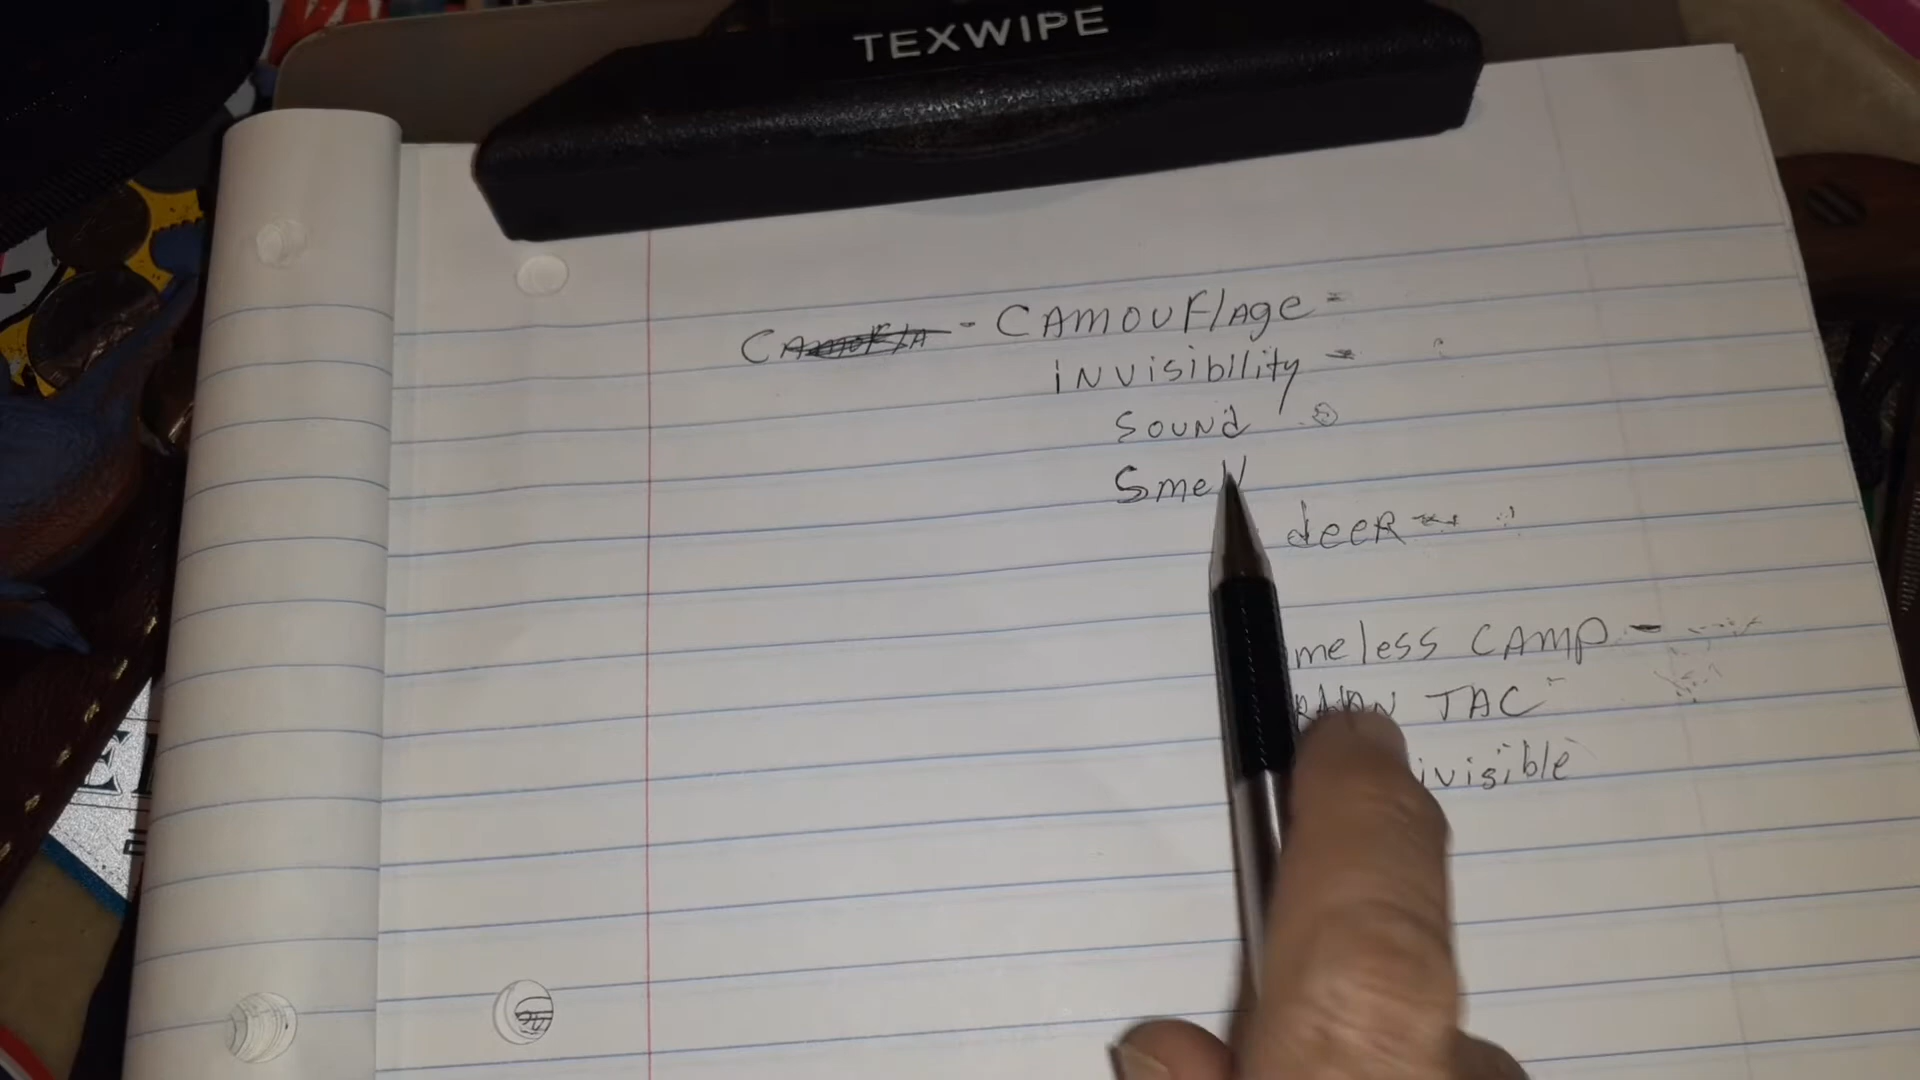 TEXWIPE
- CAMOUFlAge =
iNVisibility -
SOUNd
Smell
deeR
meless CAMP -
TAC
ivisible